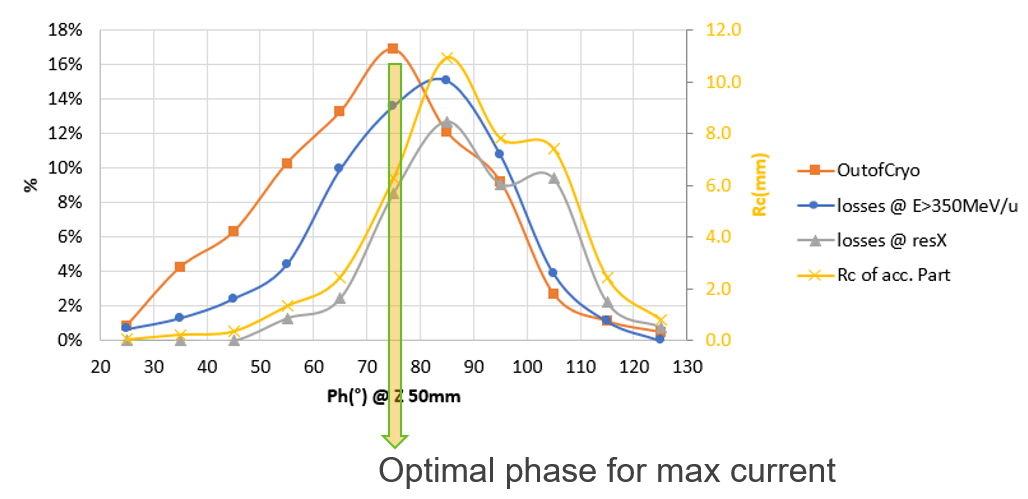 18%
16%
14%
12%
10%
8%
6%
4%
2%
0%
%
12.0
10.0
8.0
6.0
4.0
2.0
0.0
Rc(mm)
20 30 40 50 60 70 80 90 100 110 120 130
Ph(°) @ Z 50mm
OutofCryo
losses @ E>350MeV/u
losses @ resX
Rc of acc. Part
Optimal phase for max current